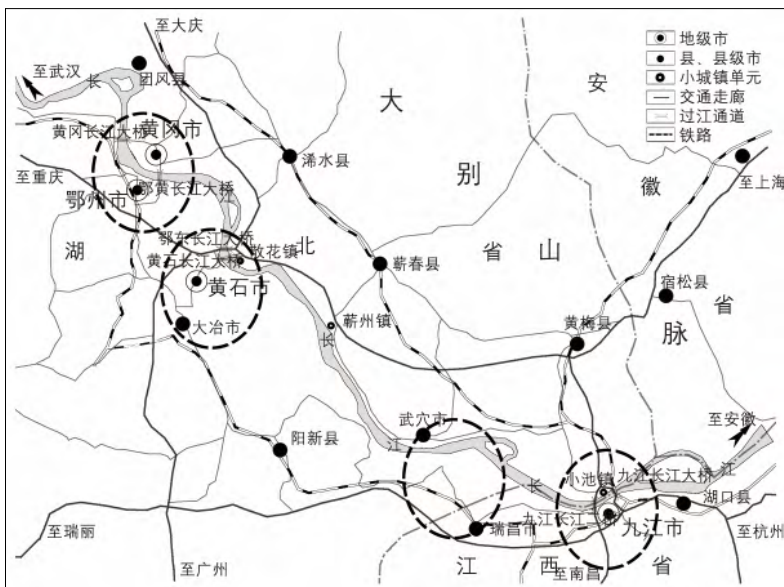 至大庆
地级市
县、县级市
小城镇单元
交通走廊
过江通道
铁路
至武汉
长
团风县
大
安
黄冈长江大桥
黄冈市
浠水县
别
徽
至上海
至重庆
鄂州市
鄂黄长江大桥
湖
鄂东长江大桥
散花镇
北
黄石长江大桥
黄石市
蕲春县
省
山
宿松县
省
大冶市
长
蕲州镇
黄梅县
脉
武穴市
至安徽
阳新县
江
小池镇
九江长江大桥
江
长
湖口县
至瑞丽
瑞昌市
九江长江二桥
九江市
至杭州
至广州
江
西
至南昌
省